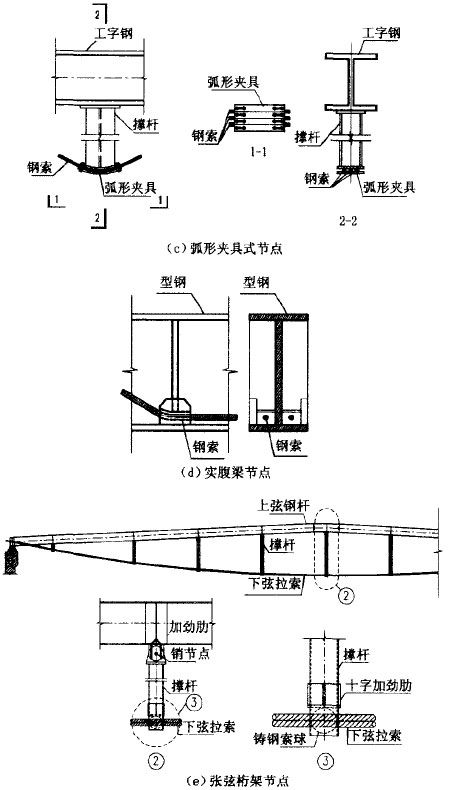 2
工字钢
工字钢
弧形夹具
撑杆
撑杆
钢索
1-1
钢索
钢索
弧形夹具
弧形夹具
1
2
1
2-2
(c) 弧形夹具式节点
型钢
型钢
钢索
钢索
(d) 实腹梁节点
上弦钢杆
撑杆
下弦拉索
2
加劲肋
销节点
撑杆
3
下弦拉索
2
撑杆
十字加劲肋
铸钢索球
下弦拉索
3
(e) 张弦桁架节点